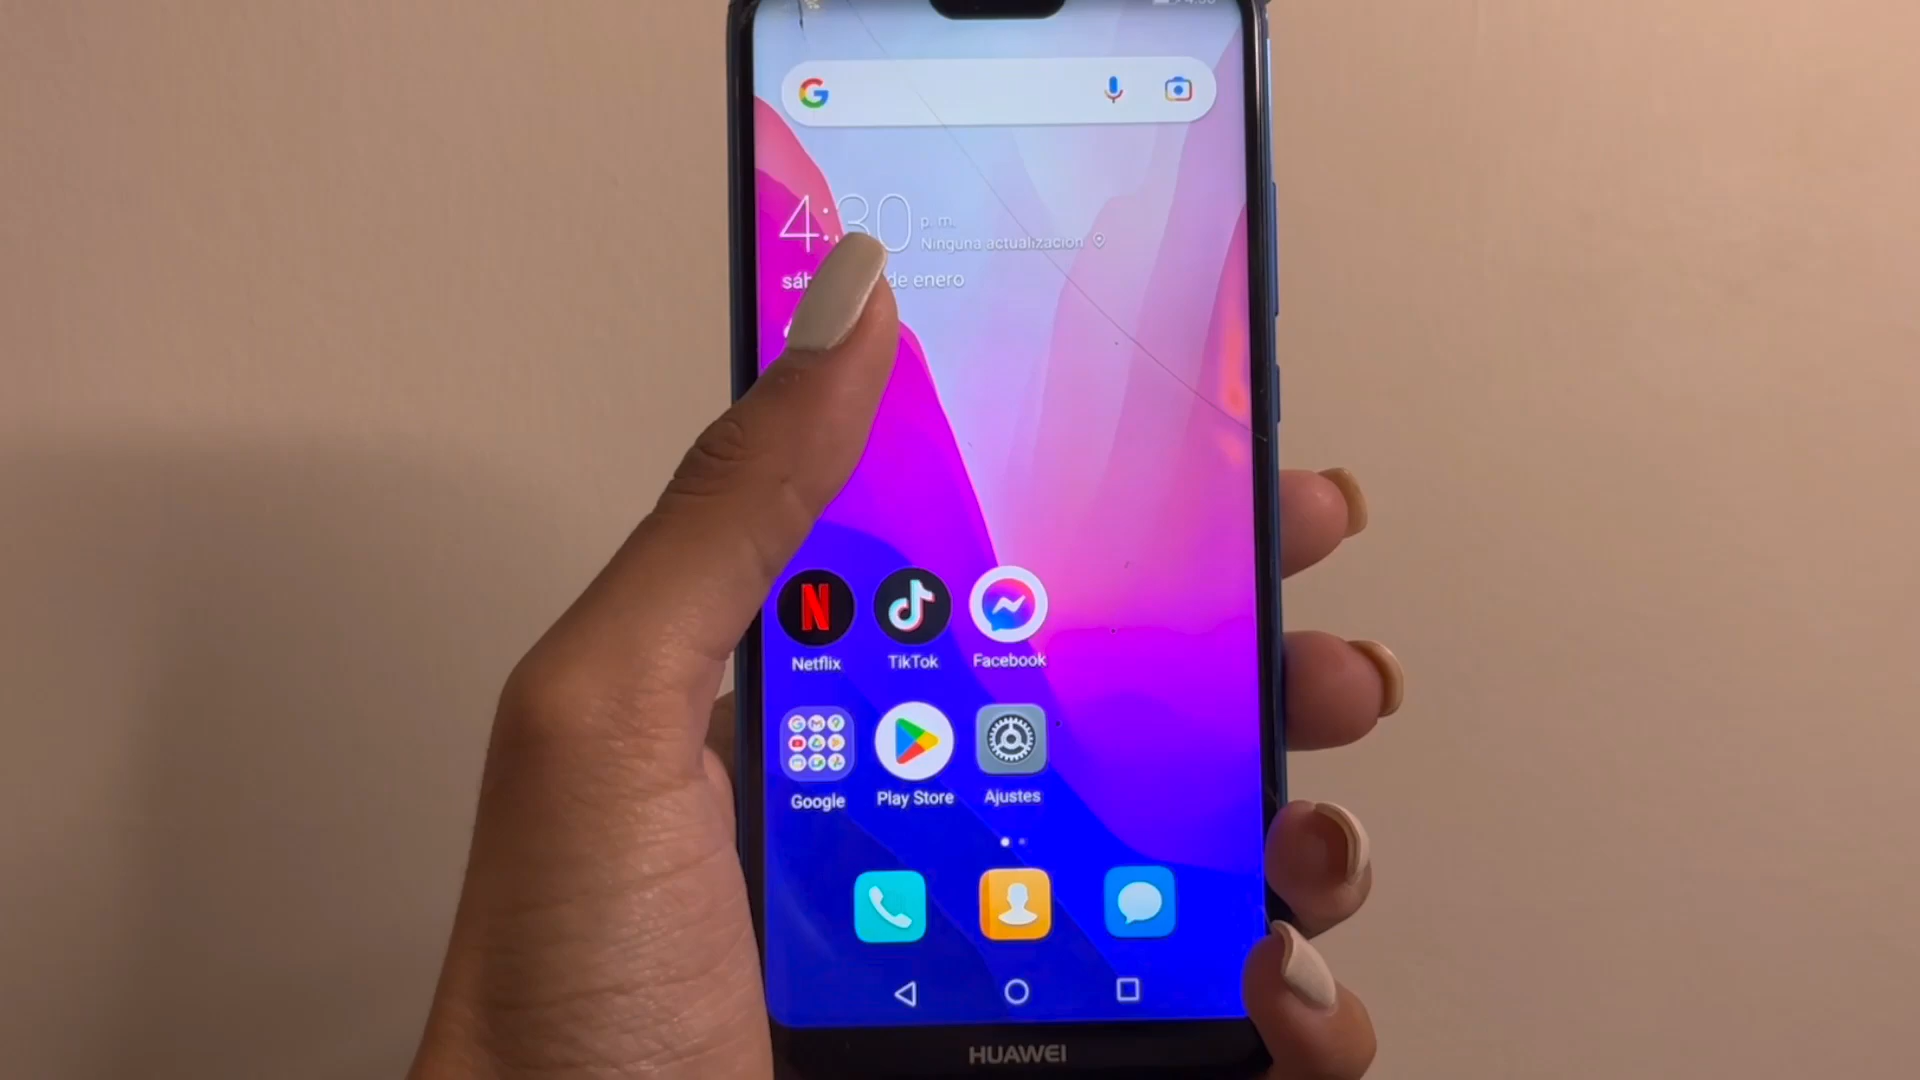 4:30 p. m.
Ninguna actualización
de enero
Netflix
TikTok
Facebook
Google
Play Store
Ajustes
HUAWEI